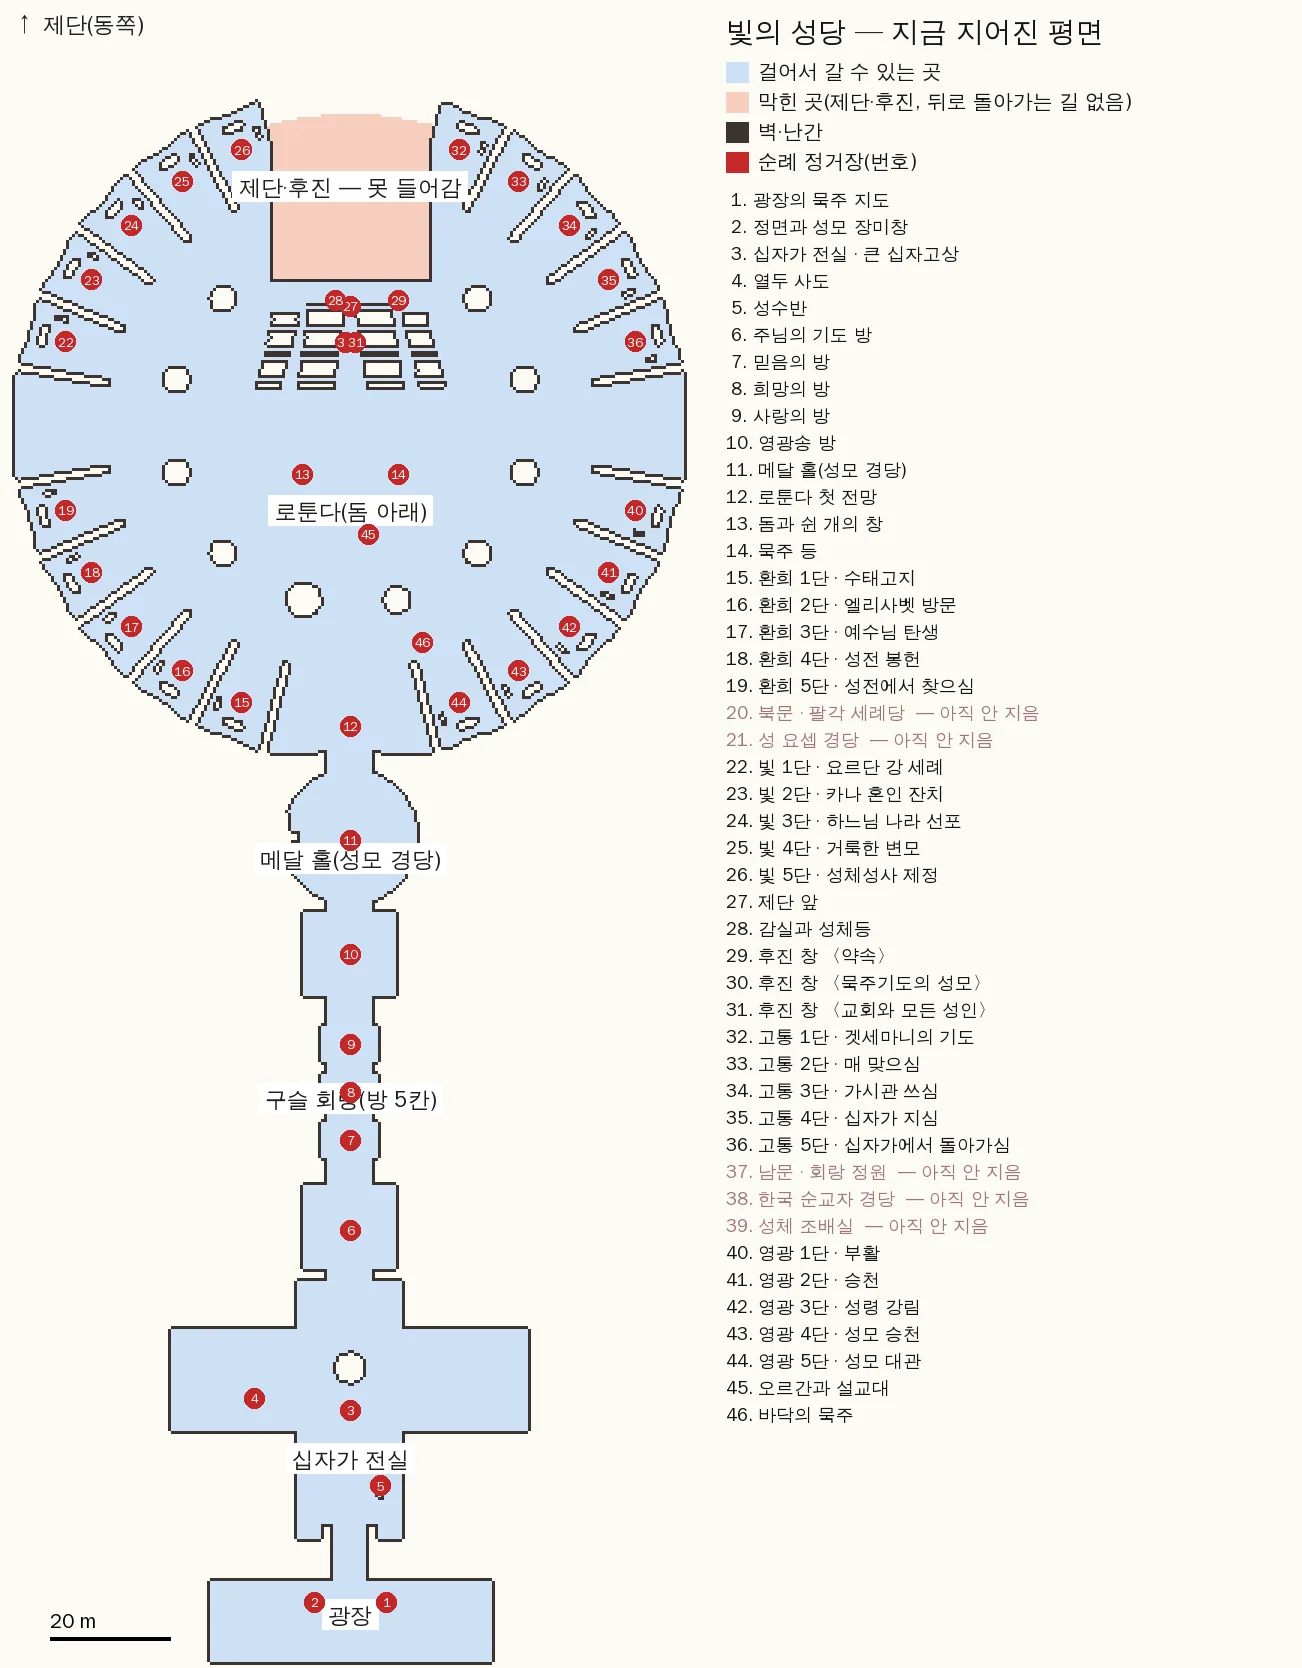 ↑ 제단(동쪽)
빛의 성당 — 지금 지어진 평면
걸어서 갈 수 있는 곳
막힌 곳(제단·후진, 뒤로 돌아가는 길 없음)
벽·난간
순례 정거장(번호)
1. 광장의 묵주 지도
2. 정면과 성모 장미창
3. 십자가 전실 · 큰 십자고상
4. 열두 사도
5. 성수반
6. 주님의 기도 방
7. 믿음의 방
8. 희망의 방
9. 사랑의 방
10. 영광송 방
11. 메달 홀(성모 경당)
12. 로툰다 첫 전망
13. 돔과 쉰 개의 창
14. 묵주 등
15. 환희 1단 · 수태고지
16. 환희 2단 · 엘리사벳 방문
17. 환희 3단 · 예수님 탄생
18. 환희 4단 · 성전 봉헌
19. 환희 5단 · 성전에서 찾으심
20. 북문 · 팔각 세례당 — 아직 안 지음
21. 성 요셉 경당 — 아직 안 지음
22. 빛 1단 · 요르단 강 세례
23. 빛 2단 · 카나 혼인 잔치
24. 빛 3단 · 하느님 나라 선포
25. 빛 4단 · 거룩한 변모
26. 빛 5단 · 성체성사 제정
27. 제단 앞
28. 감실과 성체등
29. 후진 창 〈약속〉
30. 후진 창 〈묵주기도의 성모〉
31. 후진 창 〈교회와 모든 성인〉
32. 고통 1단 · 겟세마니의 기도
33. 고통 2단 · 매 맞으심
34. 고통 3단 · 가시관 쓰심
35. 고통 4단 · 십자가 지심
36. 고통 5단 · 십자가에서 돌아가심
37. 남문 · 회랑 정원 — 아직 안 지음
38. 한국 순교자 경당 — 아직 안 지음
39. 성체 조배실 — 아직 안 지음
40. 영광 1단 · 부활
41. 영광 2단 · 승천
42. 영광 3단 · 성령 강림
43. 영광 4단 · 성모 승천
44. 영광 5단 · 성모 대관
45. 오르간과 설교대
46. 바닥의 묵주
26
32
25
33
제단·후진 — 못 들어감
24
34
23
35
28
27
29
22
3
31
36
13
14
19
로툰다(돔 아래)
40
45
18
41
17
42
46
16
43
15
44
12
11
메달 홀(성모 경당)
10
9
8
구슬 회랑(방 5칸)
7
6
4
3
십자가 전실
5
2
광장
1
20 m